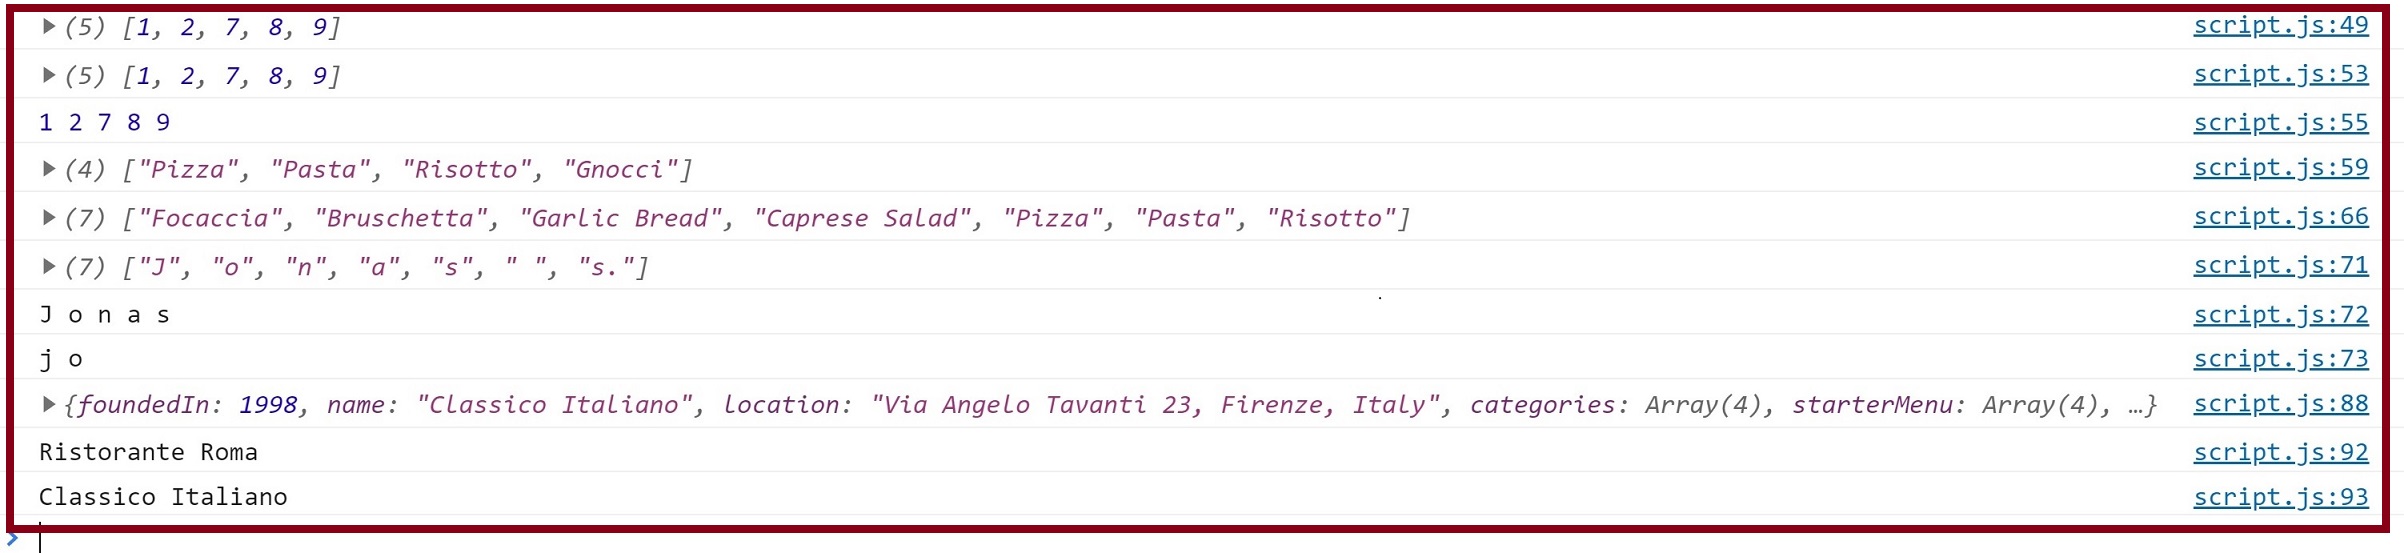 ▶(5) [1, 2, 7, 8, 9] script.js:49
▶(5) [1, 2, 7, 8, 9] script.js:53
1 2 7 8 9 script.js:55
▶(4) ["Pizza", "Pasta", "Risotto", "Gnocci"] script.js:59
▶(7) ["Focaccia", "Bruschetta", "Garlic Bread", "Caprese Salad", "Pizza", "Pasta", "Risotto"] script.js:66
▶(7) ["J", "o", "n", "a", "s", " ", "s."] script.js:71
J o n a s script.js:72
j o script.js:73
▶{foundedIn: 1998, name: "Classico Italiano", location: "Via Angelo Tavanti 23, Firenze, Italy", categories: Array(4), starterMenu: Array(4), …} script.js:88
Ristorante Roma script.js:92
Classico Italiano script.js:93